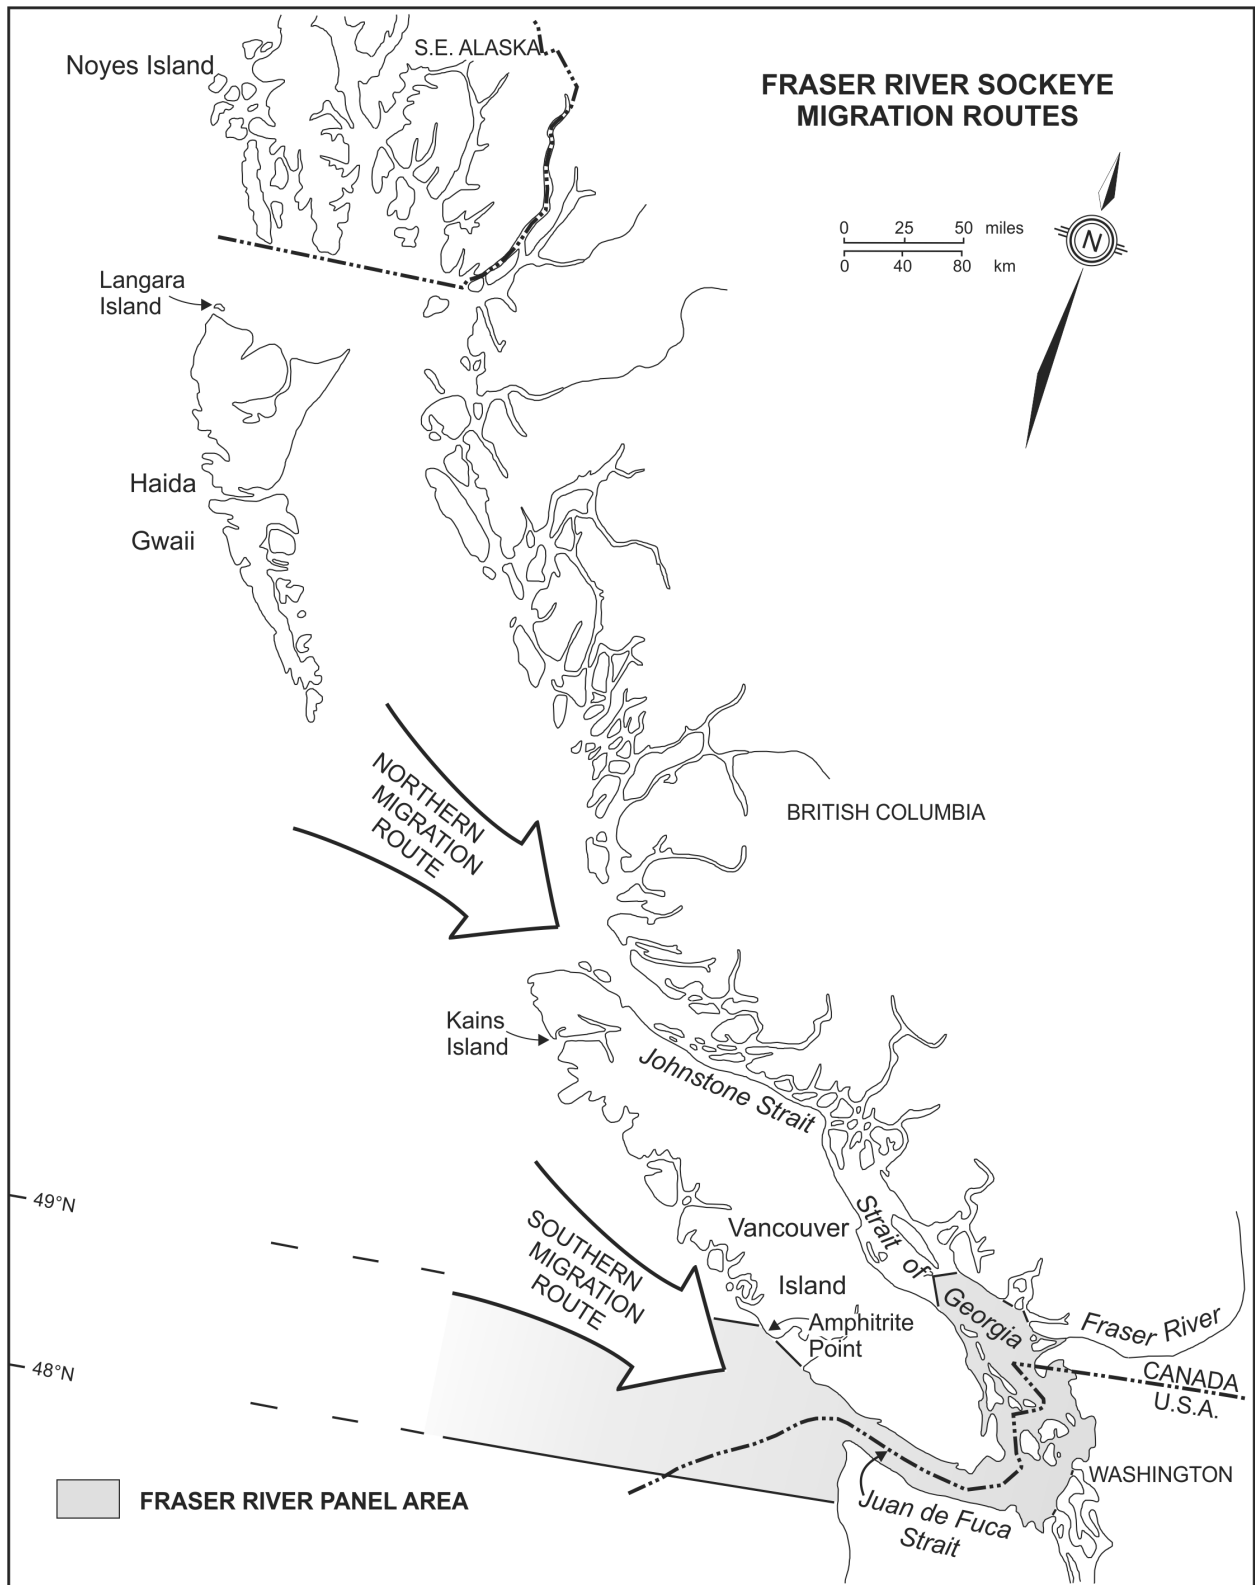 S.E. ALASKA
Noyes Island
FRASER RIVER SOCKEYE
MIGRATION ROUTES
0 25 50 miles
0 40 80 km
N
Langara
Island
Haida
Gwaii
NORTHERN
MIGRATION
ROUTE
BRITISH COLUMBIA
Kains
Island
Johnstone Strait
49°N
SOUTHERN
MIGRATION
ROUTE
Vancouver
Island
Strait of
Georgia
Amphitrite
Point
Fraser River
48°N
CANADA
U.S.A.
WASHINGTON
FRASER RIVER PANEL AREA
Juan de Fuca
Strait